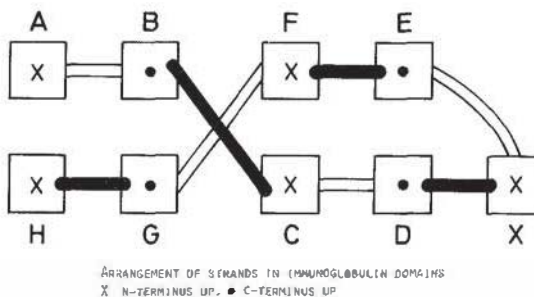 A B F E
X • X •
X • X • X
H G C D X
ARRANGEMENT OF STRANDS IN IMMUNOGLOBULIN DOMAINS
X N-TERMINUS UP. • C-TERMINUS UP